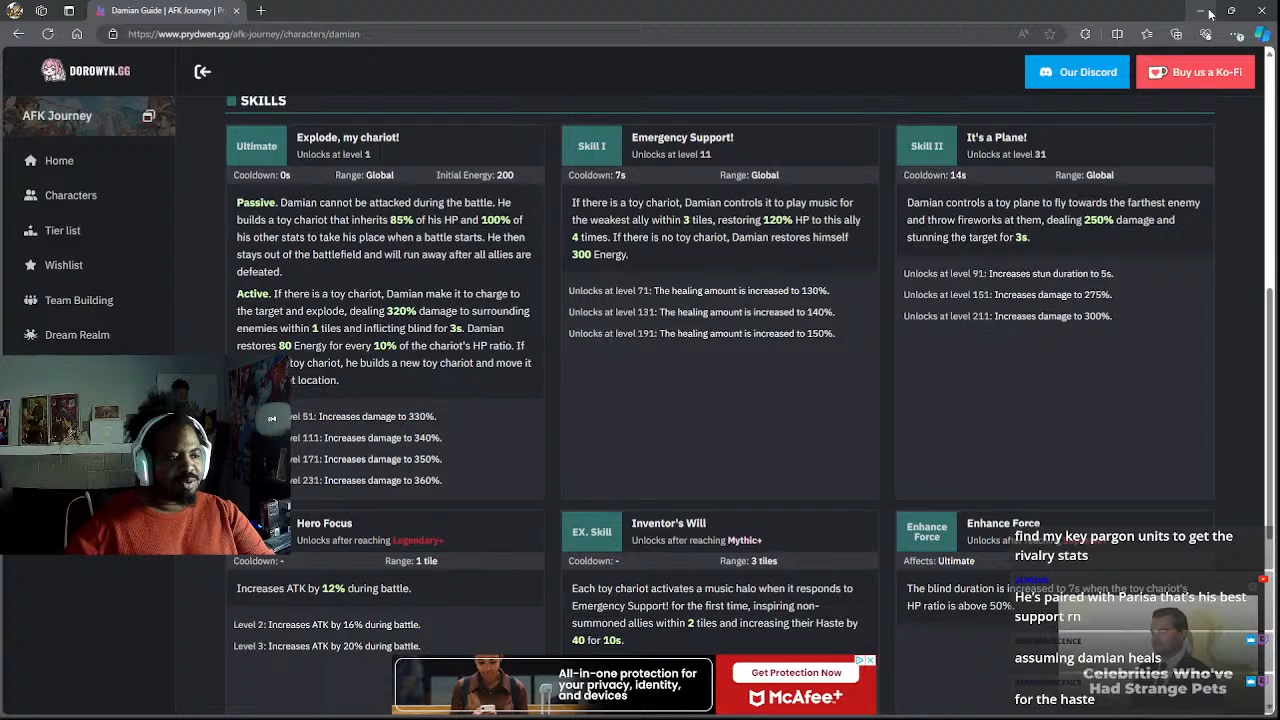 Damian Guide | AFK Journey | Pr
https://www.prydwen.gg/afk-journey/characters/damian
DOROWYN.GG
Our Discord
Buy us a Ko-Fi
AFK Journey
Home
Characters
Tier list
Wishlist
Team Building
Dream Realm
SKILLS
Ultimate
Explode, my chariot!
Unlocks at level 1
Cooldown: 0s
Range: Global
Initial Energy: 200
Passive. Damian cannot be attacked during the battle. He
builds a toy chariot that inherits 85% of his HP and 100% of
his other stats to take his place when a battle starts. He then
stays out of the battlefield and will run away after all allies are
defeated.
Active. If there is a toy chariot, Damian make it to charge to
the target and explode, dealing 320% damage to surrounding
enemies within 1 tiles and inflicting blind for 3s. Damian
restores 80 Energy for every 10% of the chariot's HP ratio. If
toy chariot, he builds a new toy chariot and move it
t location.
vel 51: Increases damage to 330%.
vel 111: Increases damage to 340%.
vel 171: Increases damage to 350%.
vel 231: Increases damage to 360%.
Skill I
Emergency Support!
Unlocks at level 11
Cooldown: 7s
Range: Global
If there is a toy chariot, Damian controls it to play music for
the weakest ally within 3 tiles, restoring 120% HP to this ally
4 times. If there is no toy chariot, Damian restores himself
300 Energy.
Unlocks at level 71: The healing amount is increased to 130%.
Unlocks at level 131: The healing amount is increased to 140%.
Unlocks at level 191: The healing amount is increased to 150%.
Skill II
It's a Plane!
Unlocks at level 31
Cooldown: 14s
Range: Global
Damian controls a toy plane to fly towards the farthest enemy
and throw fireworks at them, dealing 250% damage and
stunning the target for 3s.
Unlocks at level 91: Increases stun duration to 5s.
Unlocks at level 151: Increases damage to 275%.
Unlocks at level 211: Increases damage to 300%.
Hero Focus
Unlocks after reaching Legendary+
Cooldown: -
Range: 1 tile
Increases ATK by 12% during battle.
Level 2: Increases ATK by 16% during battle.
Level 3: Increases ATK by 20% during battle.
EX. Skill
Inventor's Will
Unlocks after reaching Mythic+
Cooldown: -
Range: 3 tiles
Each toy chariot activates a music halo when it responds to
Emergency Support! for the first time, inspiring non-
summoned allies within 2 tiles and increasing their Haste by
40 for 10s.
Enhance
Force
Enhance Force
Unlocks after
Affects: Ultimate
The blind duration is increased to 7s when the toy chariot's
HP ratio is above 50%.
find my key pargon units to get the
rivalry stats
He's paired with Parisa that's his best
support rn
assuming damian heals
for the haste
Celebrities Who've
Had Strange Pets
All-in-one protection for
your privacy, identity,
and devices
Get Protection Now
McAfee+